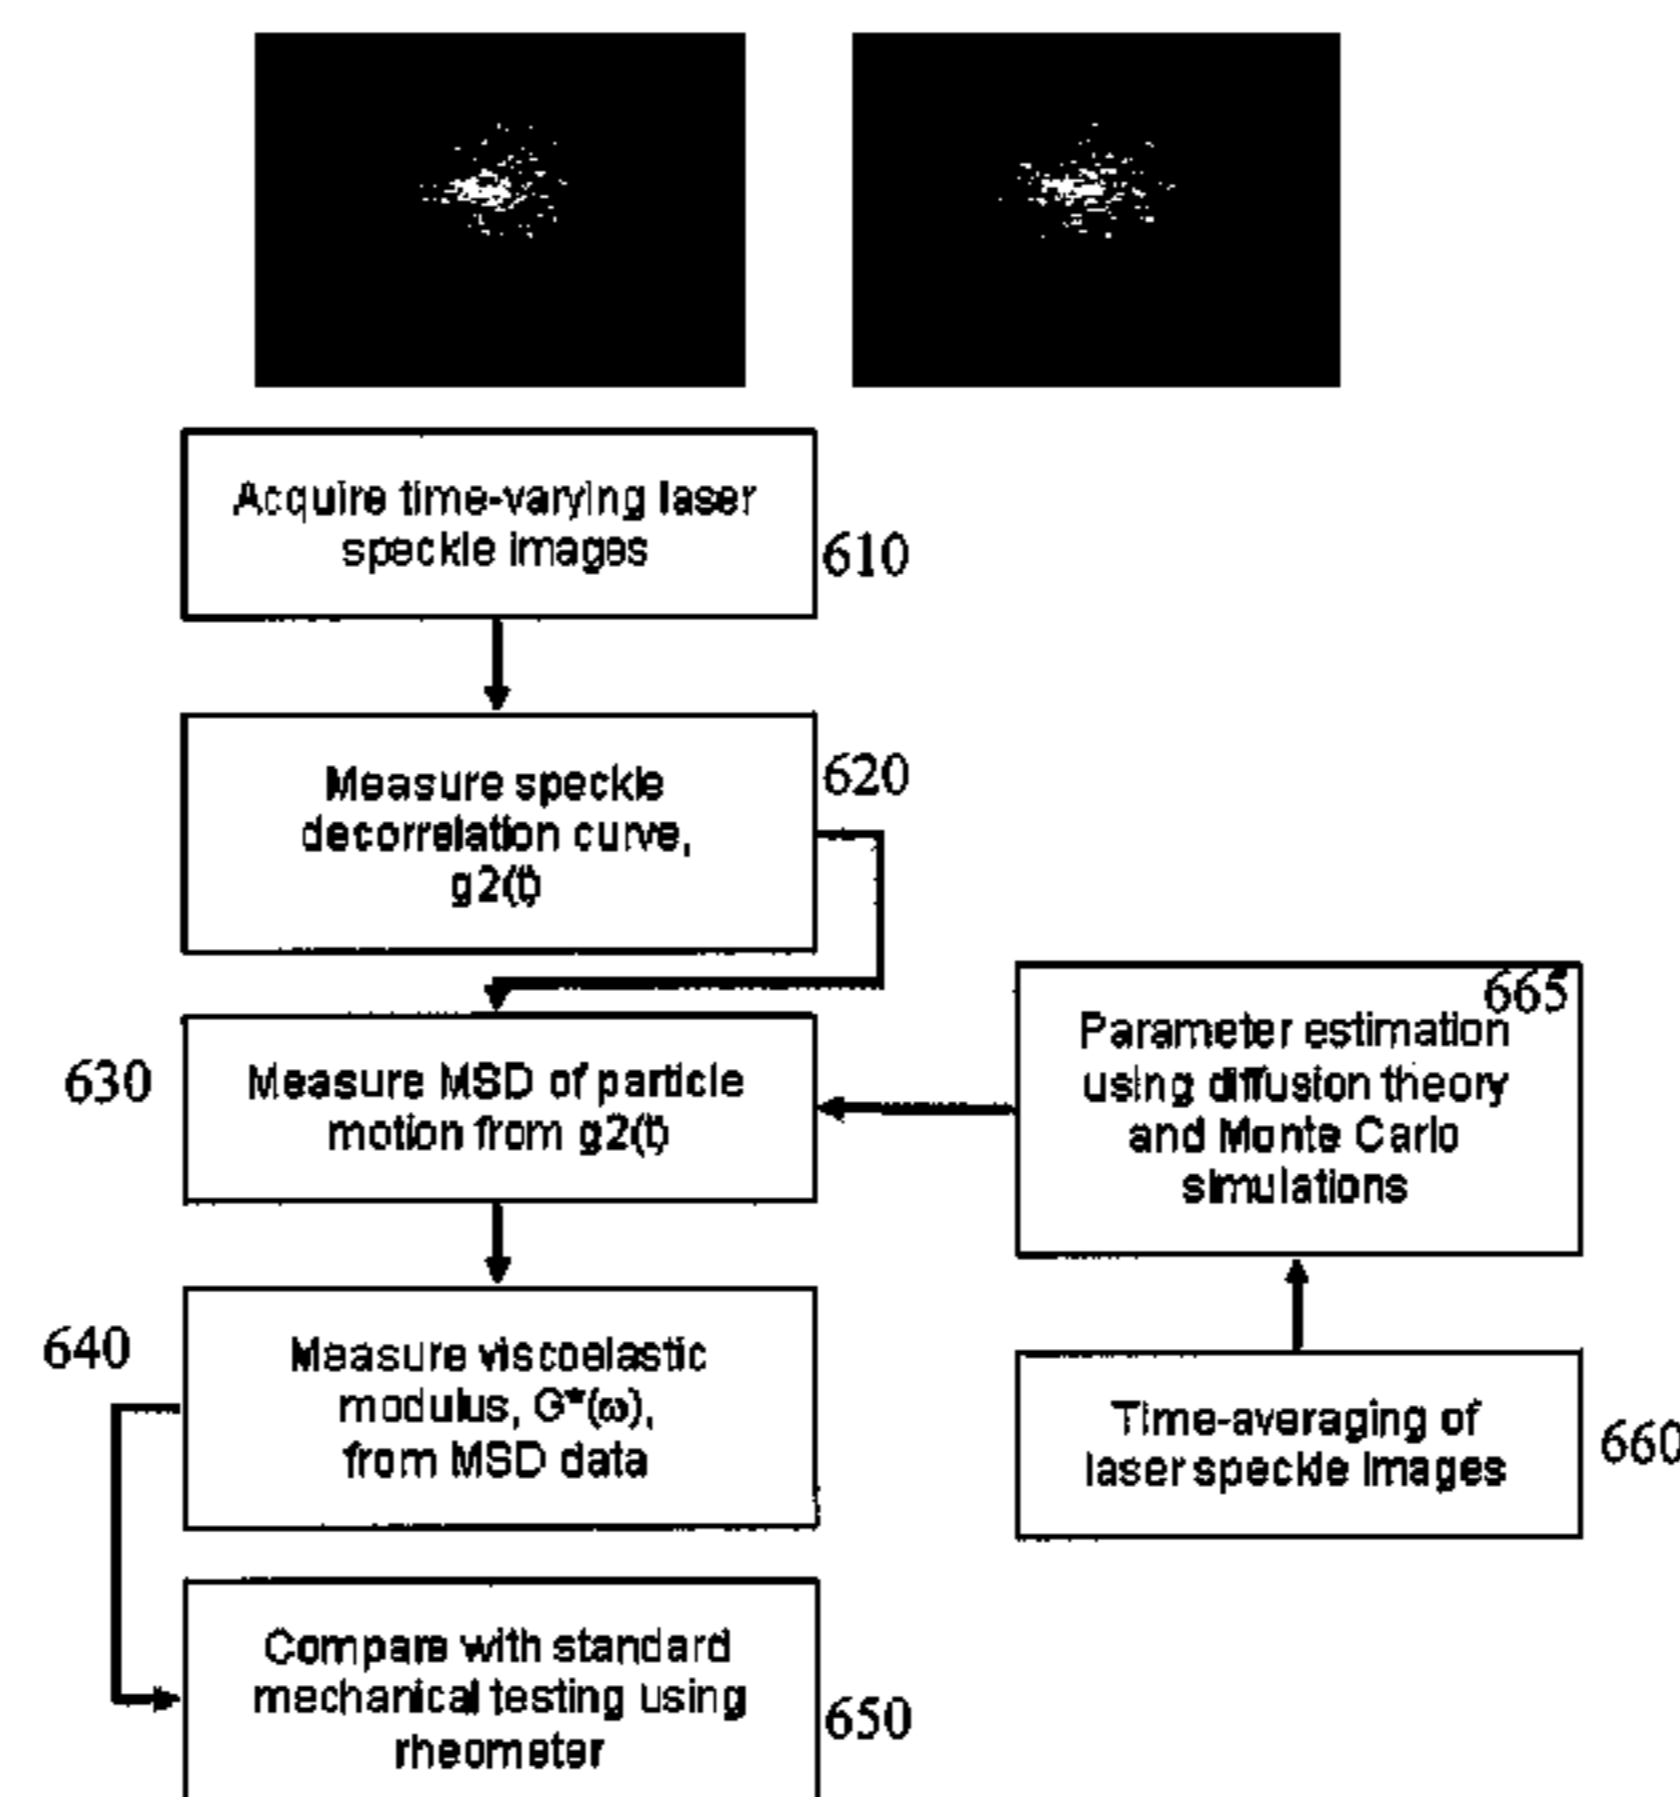 Acquire time-varying laser
speckle images
610
Measure speckle
decorrelation curve,
g2(t)
620
630
Measure MSD of particle
motion from g2(t)
665
Parameter estimation
using diffusion theory
and Monte Carlo
simulations
640
Measure viscoelastic
modulus, G*(ω),
from MSD data
Time-averaging of
laser speckle images
660
Compare with standard
mechanical testing using
rheometer
650